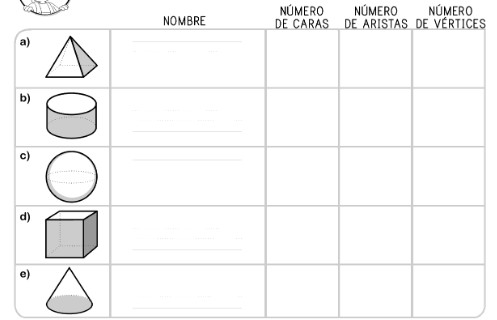 NOMBRE
NÚMERO
DE CARAS
NÚMERO
DE ARISTAS
NÚMERO
DE VÉRTICES
a)
b)
c)
d)
e)